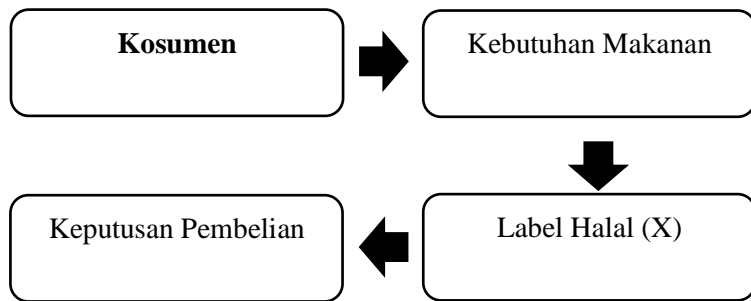 Kosumen
Kebutuhan Makanan
Label Halal (X)
Keputusan Pembelian